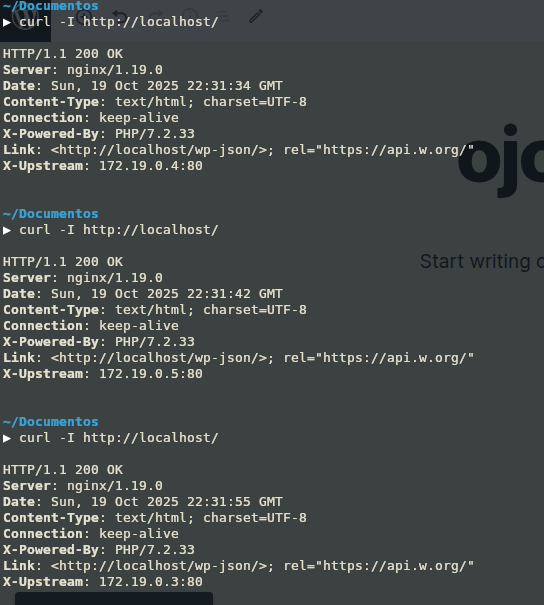 ~/Documentos
▶ curl -I http://localhost/
HTTP/1.1 200 OK
Server: nginx/1.19.0
Date: Sun, 19 Oct 2025 22:31:34 GMT
Content-Type: text/html; charset=UTF-8
Connection: keep-alive
X-Powered-By: PHP/7.2.33
Link: <http://localhost/wp-json/>; rel="https://api.w.org/"
X-Upstream: 172.19.0.4:80
ojo
~/Documentos
▶ curl -I http://localhost/
HTTP/1.1 200 OK
Start writing
Server: nginx/1.19.0
Date: Sun, 19 Oct 2025 22:31:42 GMT
Content-Type: text/html; charset=UTF-8
Connection: keep-alive
X-Powered-By: PHP/7.2.33
Link: <http://localhost/wp-json/>; rel="https://api.w.org/"
X-Upstream: 172.19.0.5:80
~/Documentos
▶ curl -I http://localhost/
HTTP/1.1 200 OK
Server: nginx/1.19.0
Date: Sun, 19 Oct 2025 22:31:55 GMT
Content-Type: text/html; charset=UTF-8
Connection: keep-alive
X-Powered-By: PHP/7.2.33
Link: <http://localhost/wp-json/>; rel="https://api.w.org/"
X-Upstream: 172.19.0.3:80